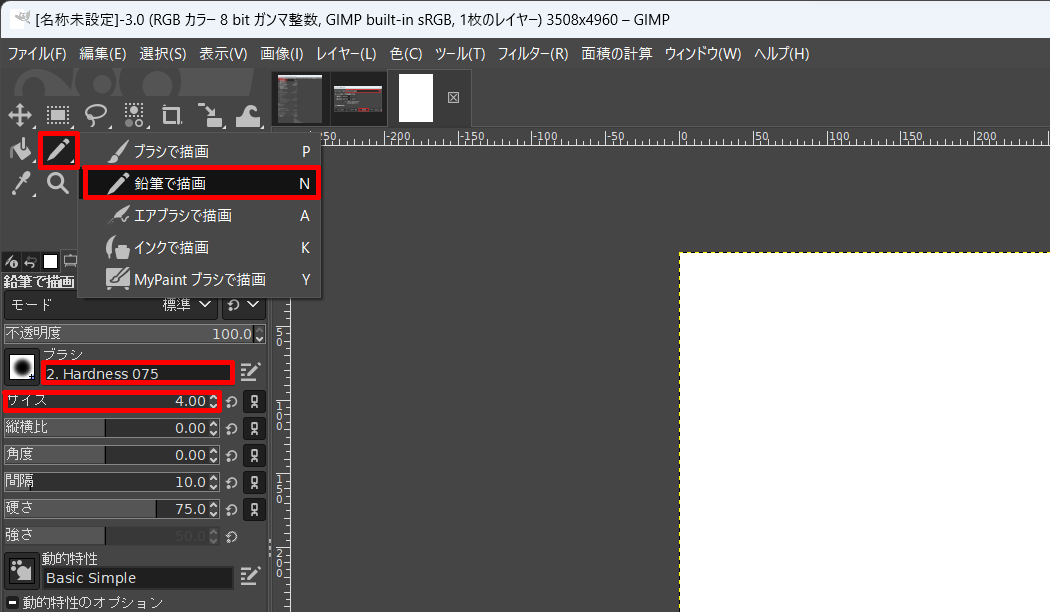 [名称未設定]-3.0 (RGB カラー 8 bit ガンマ整数, GIMP built-in sRGB, 1枚のレイヤー) 3508x4960 – GIMP
ファイル(F) 編集(E) 選択(S) 表示(V) 画像(I) レイヤー(L) 色(C) ツール(T) フィルター(R) 面積の計算 ウィンドウ(W) ヘルプ(H)
-200 -150 -100 -50 0 50 100 150 200
ブラシで描画 P
鉛筆で描画 N
エアブラシで描画 A
インクで描画 K
MyPaint ブラシで描画 Y
鉛筆で描画
モード 標準
不透明度 100.0
ブラシ
2. Hardness 075
サイズ 4.00
縦横比 0.00
角度 0.00
間隔 10.0
硬さ 75.0
強さ 50.0
動的特性
Basic Simple
動的特性のオプション
50
100
150
200